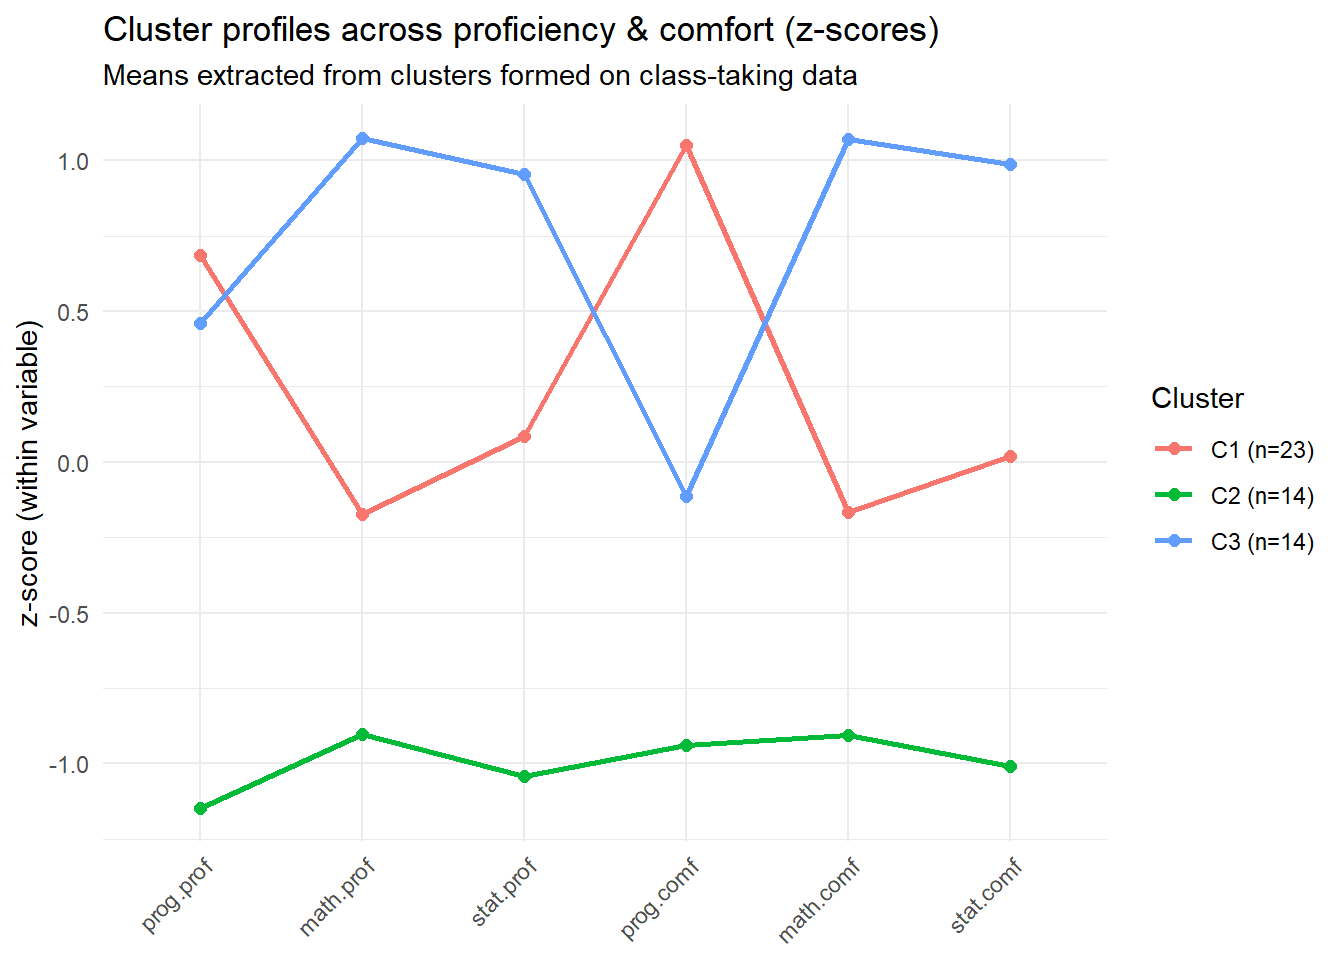 Cluster profiles across proficiency & comfort (z-scores)
Means extracted from clusters formed on class-taking data
z-score (within variable)
1.0
0.5
0.0
-0.5
-1.0
prog.prof
math.prof
stat.prof
prog.comf
math.comf
stat.comf
Cluster
C1 (n=23)
C2 (n=14)
C3 (n=14)